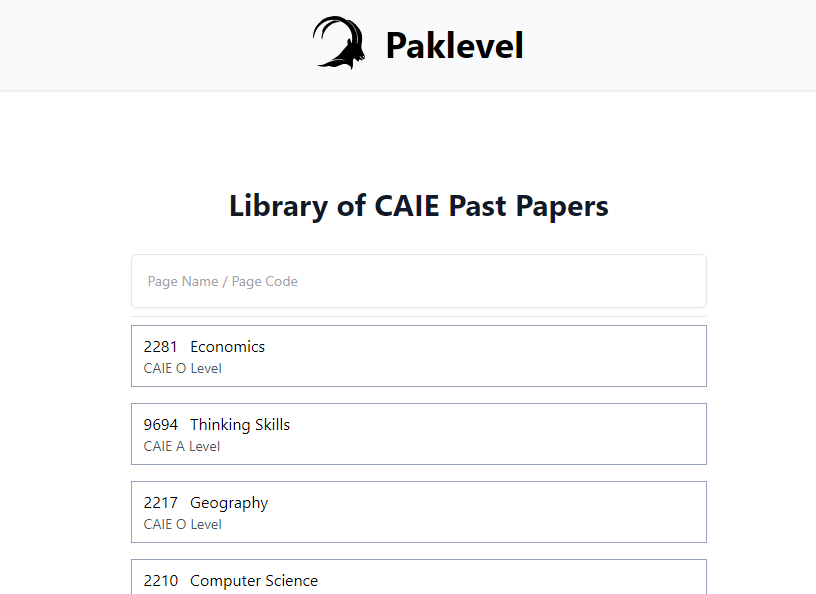 Paklevel
Library of CAIE Past Papers
Page Name / Page Code
2281 Economics
CAIE O Level
9694 Thinking Skills
CAIE A Level
2217 Geography
CAIE O Level
2210 Computer Science